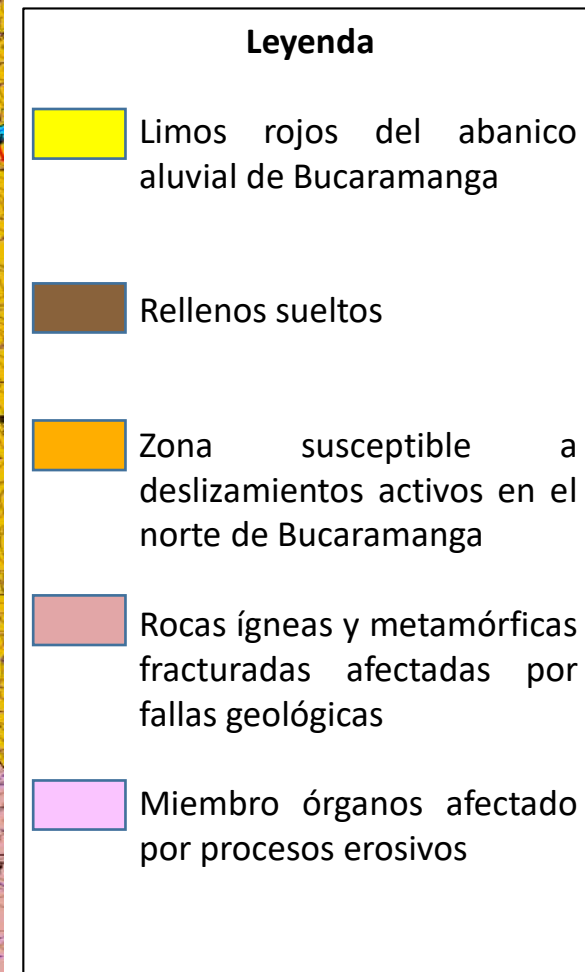 Leyenda
Limos rojos del abanico
aluvial de Bucaramanga
Rellenos sueltos
Zona susceptible a
deslizamientos activos en el
norte de Bucaramanga
Rocas ígneas y metamórficas
fracturadas afectadas por
fallas geológicas
Miembro órganos afectado
por procesos erosivos